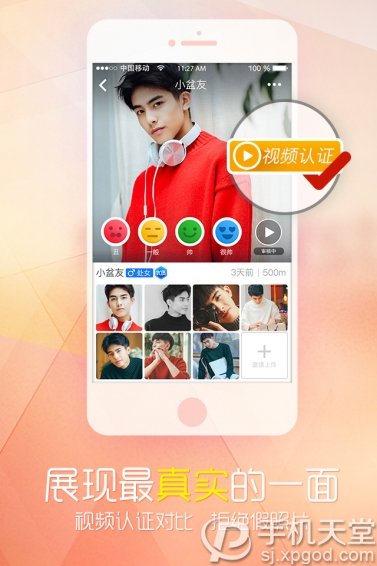 中国移动 11:27 AM 100 %
小盆友
视频认证
丑 一般 帅 很帅 审核中
小盆友 处女 3天前 500m
邀请上传
展现最真实的一面
视频认证对比 拒绝假照片
手机天堂
sj.xpgod.com